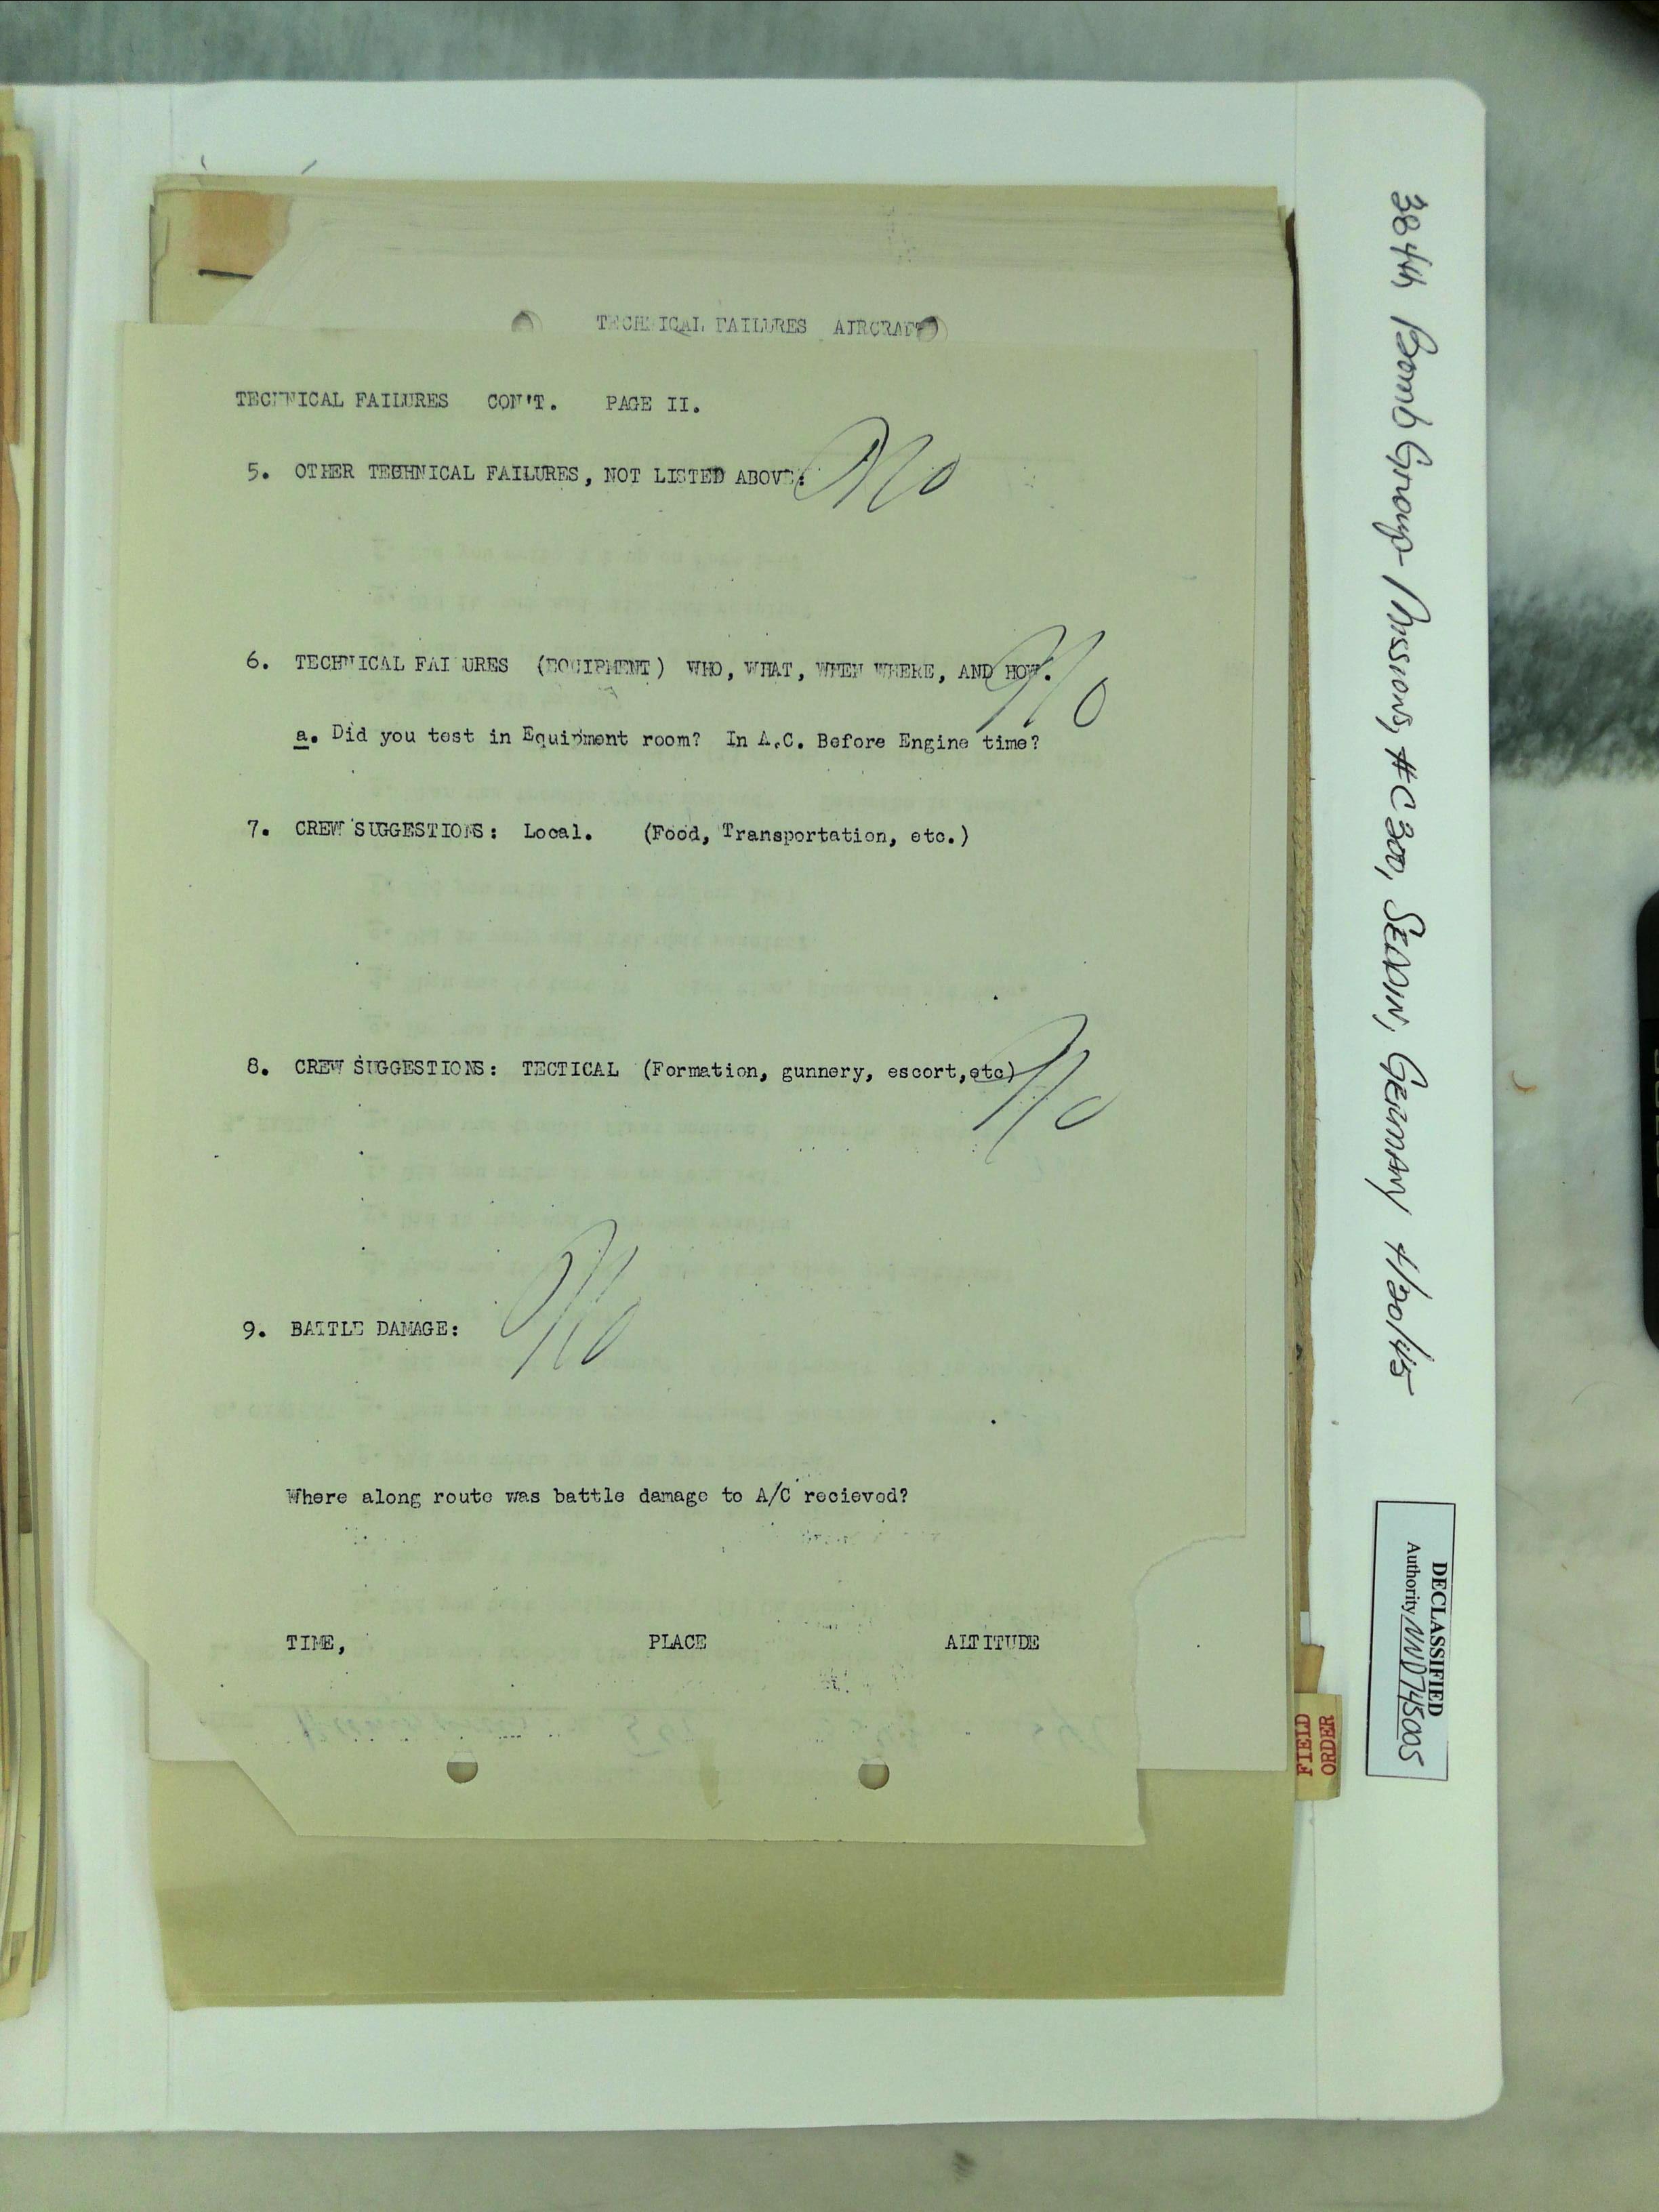 TECHNICAL FAILURES AIRCRAFT
TECHNICAL FAILURES CON'T. PAGE II.
5. OTHER TECHNICAL FAILURES, NOT LISTED ABOVE: No
6. TECHNICAL FAILURES (EQUIPMENT) WHO, WHAT, WHEN WHERE, AND HOW. No
a. Did you test in Equipment room? In A.C. Before Engine time?
7. CREW SUGGESTIONS: Local. (Food, Transportation, etc.)
8. CREW SUGGESTIONS: TECTICAL (Formation, gunnery, escort,etc) No
9. BATTLE DAMAGE: No
Where along route was battle damage to A/C recieved?
TIME, PLACE ALTITUDE
FIELD
ORDER
384th Bomb Group - Missions, #C300, SEDDIN, GERMANY 4/20/45
DECLASSIFIED
Authority NND745005